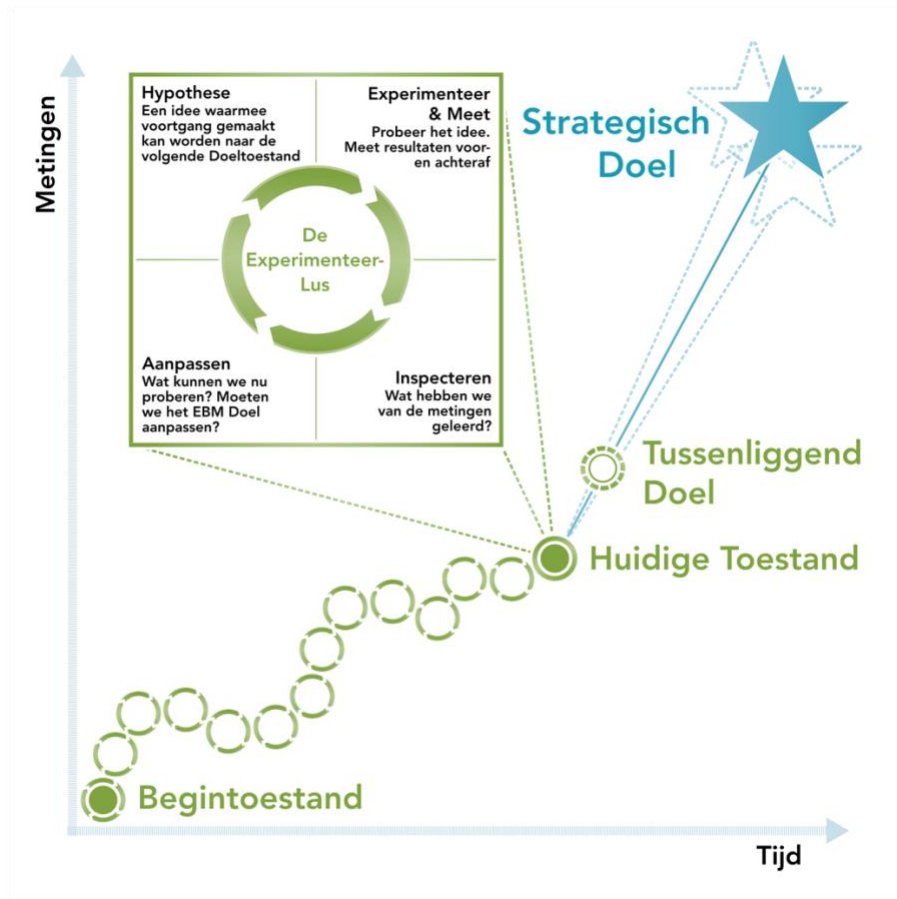 Metingen
Hypothese
Een idee waarmee
voortgang gemaakt
kan worden naar de
volgende Doeltoestand
Experimenteer
& Meet
Probeer het idee.
Meet resultaten voor-
en achteraf
De
Experimenteer-
Lus
Aanpassen
Wat kunnen we nu
proberen? Moeten
we het EBM Doel
aanpassen?
Inspecteren
Wat hebben we
van de metingen
geleerd?
Strategisch
Doel
Tussenliggend
Doel
Huidige Toestand
Begintoestand
Tijd